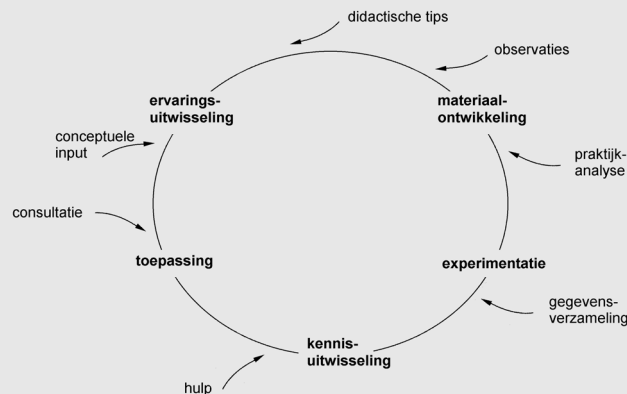 didactische tips
observaties
ervarings-
uitwisseling
materiaal-
ontwikkeling
conceptuele
input
praktijk-
analyse
consultatie
toepassing
experimentatie
gegevens-
verzameling
kennis-
uitwisseling
hulp